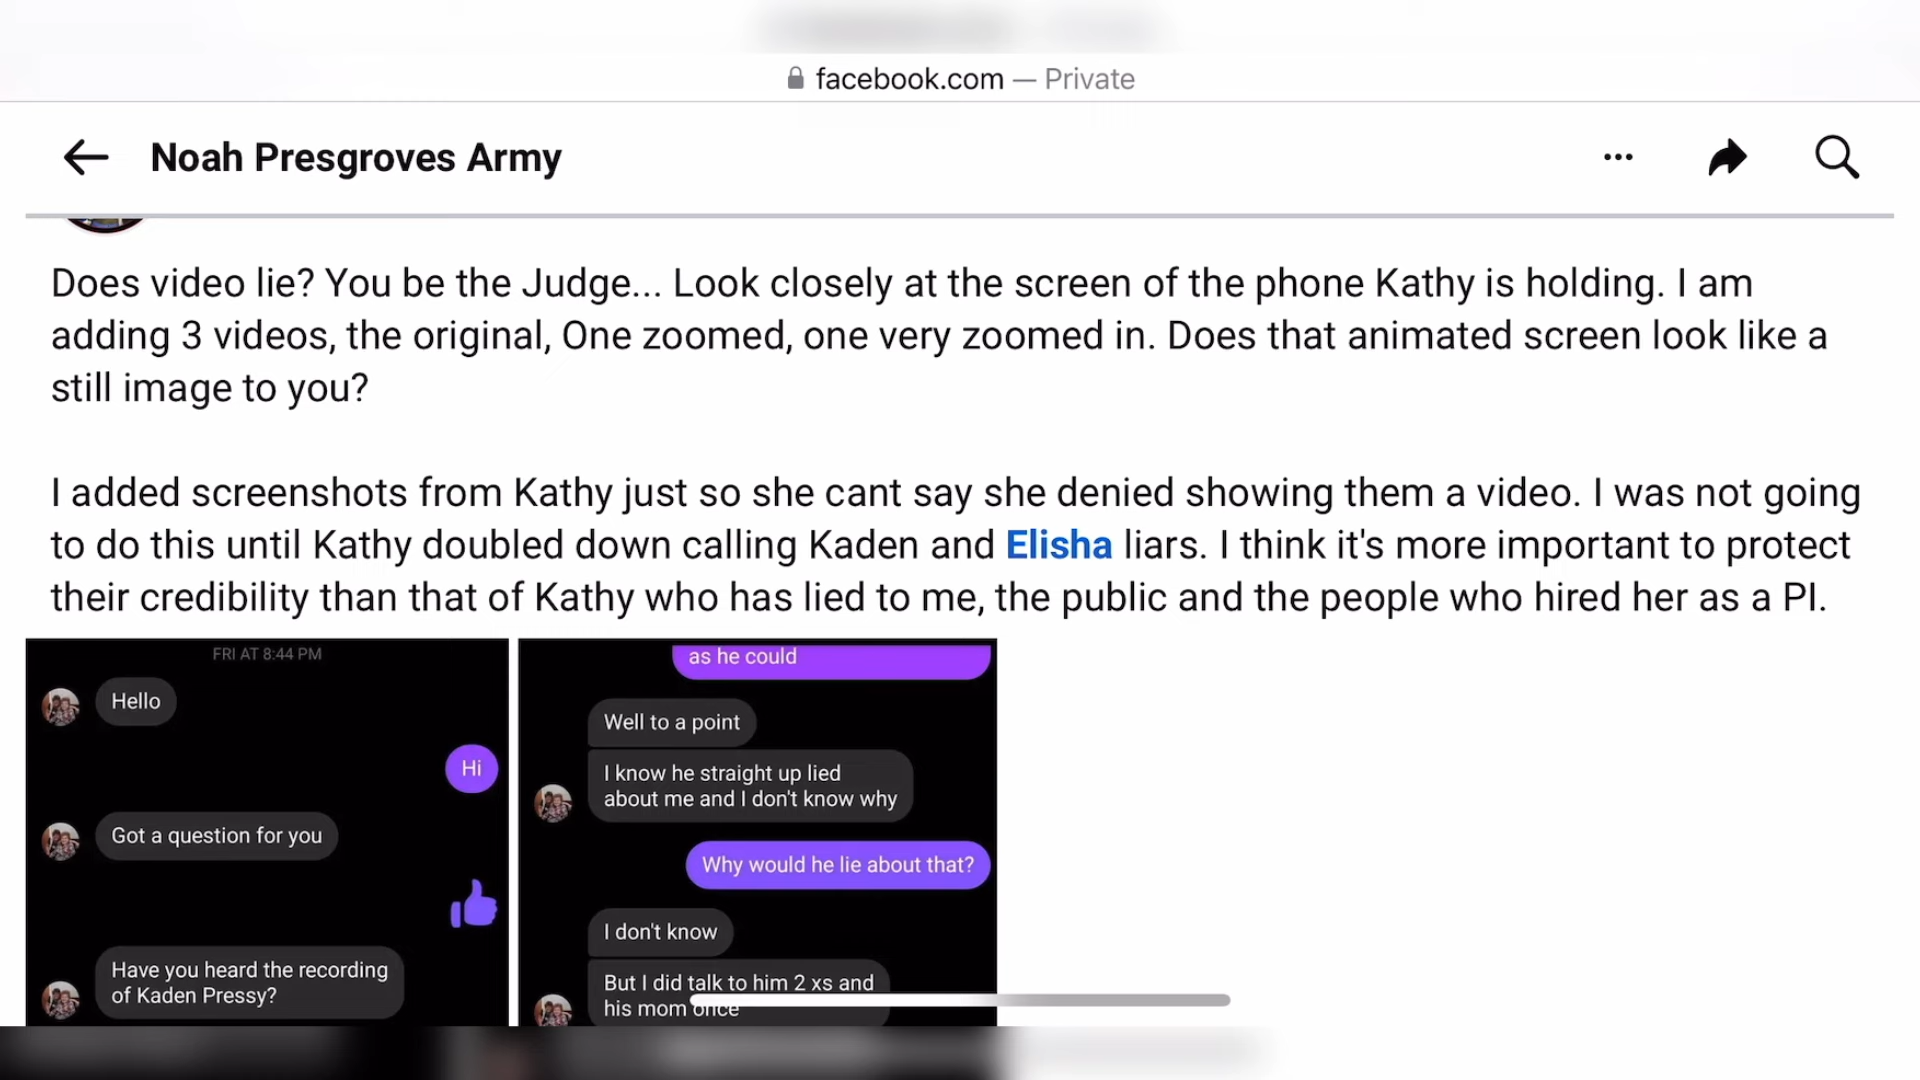 facebook.com — Private
Noah Presgroves Army
Does video lie? You be the Judge... Look closely at the screen of the phone Kathy is holding. I am
adding 3 videos, the original, One zoomed, one very zoomed in. Does that animated screen look like a
still image to you?
I added screenshots from Kathy just so she cant say she denied showing them a video. I was not going
to do this until Kathy doubled down calling Kaden and Elisha liars. I think it's more important to protect
their credibility than that of Kathy who has lied to me, the public and the people who hired her as a PI.
FRI AT 8:44 PM
Hello
Hi
Got a question for you
Have you heard the recording
of Kaden Pressy?
as he could
Well to a point
I know he straight up lied
about me and I don't know why
Why would he lie about that?
I don't know
But I did talk to him 2 xs and
his mom once